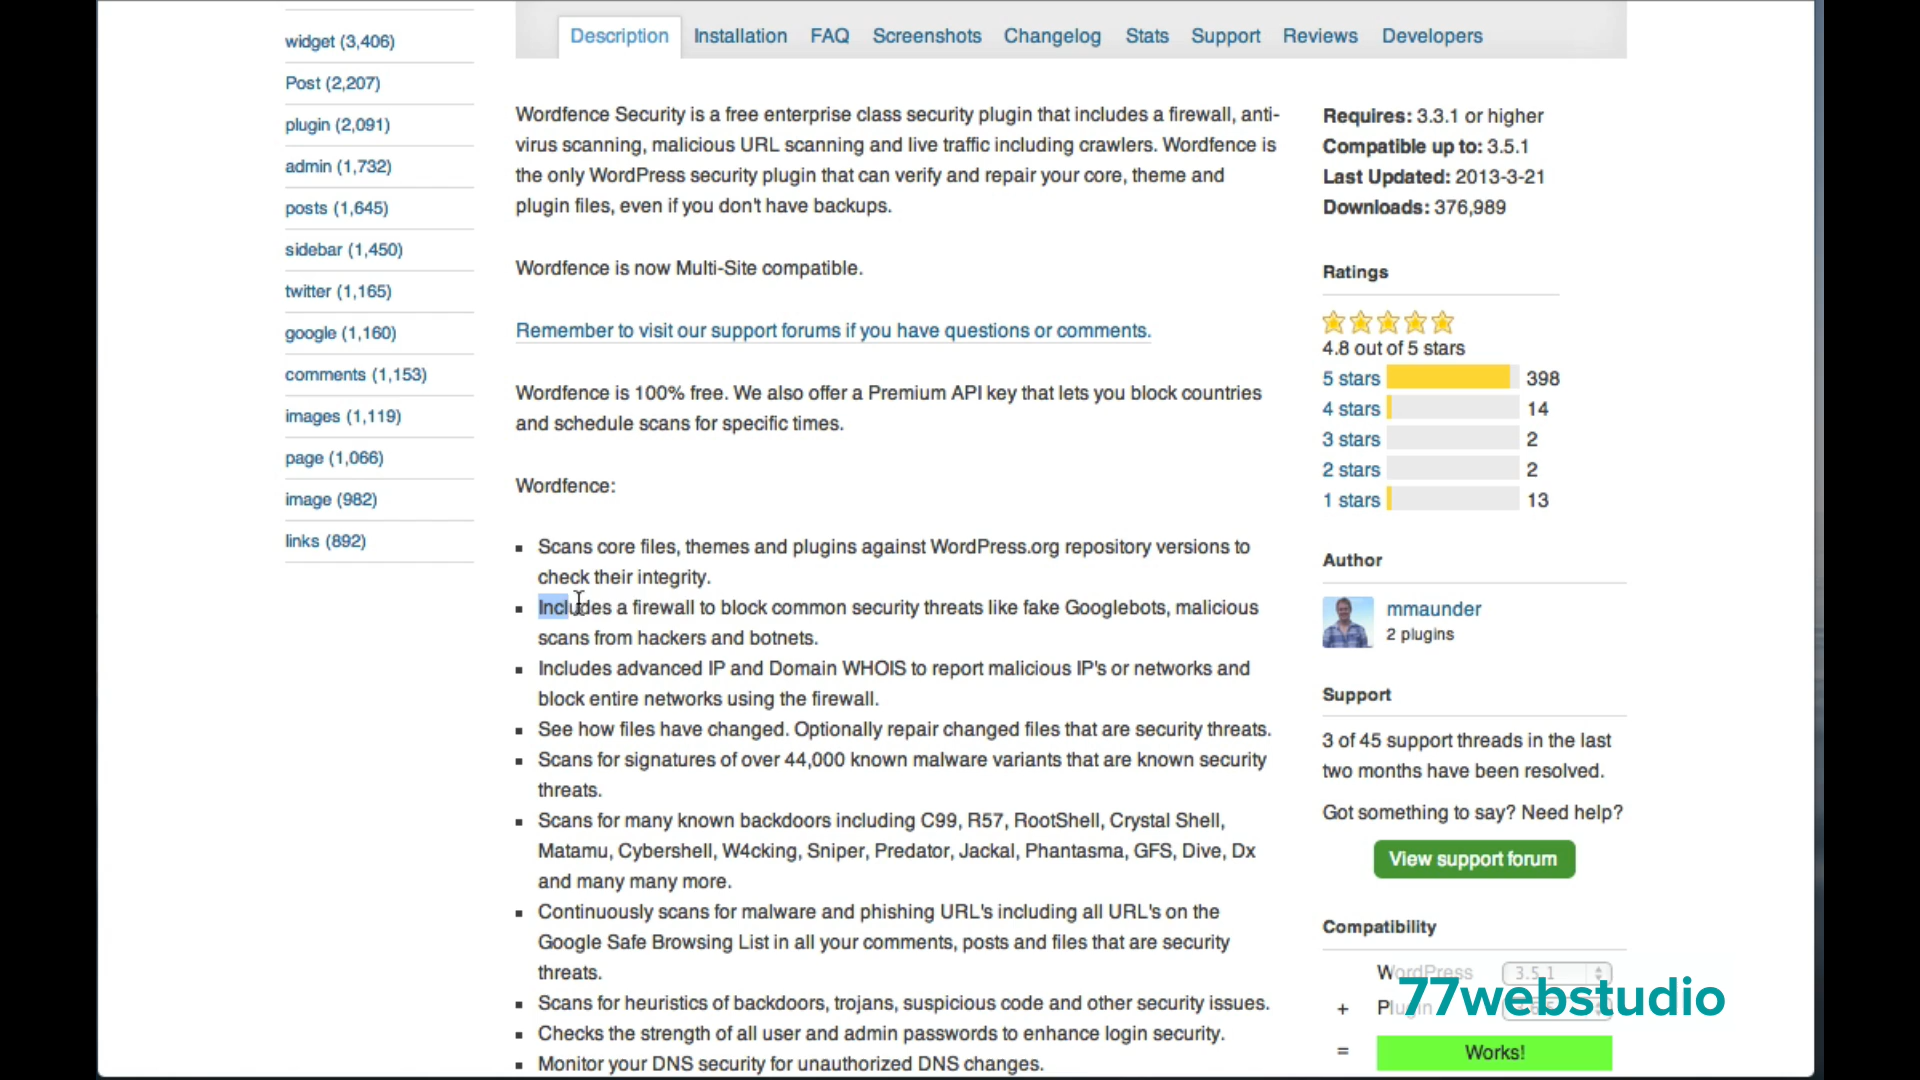 widget (3,406)
Post (2,207)
plugin (2,091)
admin (1,732)
posts (1,645)
sidebar (1,450)
twitter (1,165)
google (1,160)
comments (1,153)
images (1,119)
page (1,066)
image (982)
links (892)
Description Installation FAQ Screenshots Changelog Stats Support Reviews Developers
Wordfence Security is a free enterprise class security plugin that includes a firewall, anti-
virus scanning, malicious URL scanning and live traffic including crawlers. Wordfence is
the only WordPress security plugin that can verify and repair your core, theme and
plugin files, even if you don't have backups.
Wordfence is now Multi-Site compatible.
Remember to visit our support forums if you have questions or comments.
Wordfence is 100% free. We also offer a Premium API key that lets you block countries
and schedule scans for specific times.
Wordfence:
Scans core files, themes and plugins against WordPress.org repository versions to
check their integrity.
Includes a firewall to block common security threats like fake Googlebots, malicious
scans from hackers and botnets.
Includes advanced IP and Domain WHOIS to report malicious IP's or networks and
block entire networks using the firewall.
See how files have changed. Optionally repair changed files that are security threats.
Scans for signatures of over 44,000 known malware variants that are known security
threats.
Scans for many known backdoors including C99, R57, RootShell, Crystal Shell,
Matamu, Cybershell, W4cking, Sniper, Predator, Jackal, Phantasma, GFS, Dive, Dx
and many many more.
Continuously scans for malware and phishing URL's including all URL's on the
Google Safe Browsing List in all your comments, posts and files that are security
threats.
Scans for heuristics of backdoors, trojans, suspicious code and other security issues.
Checks the strength of all user and admin passwords to enhance login security.
Monitor your DNS security for unauthorized DNS changes.
Requires: 3.3.1 or higher
Compatible up to: 3.5.1
Last Updated: 2013-3-21
Downloads: 376,989
Ratings
4.8 out of 5 stars
5 stars 398
4 stars 14
3 stars 2
2 stars 2
1 stars 13
Author
mmaunder
2 plugins
Support
3 of 45 support threads in the last
two months have been resolved.
Got something to say? Need help?
View support forum
Compatibility
WordPress 3.5.1
+ Plugin
= Works!
77webstudio